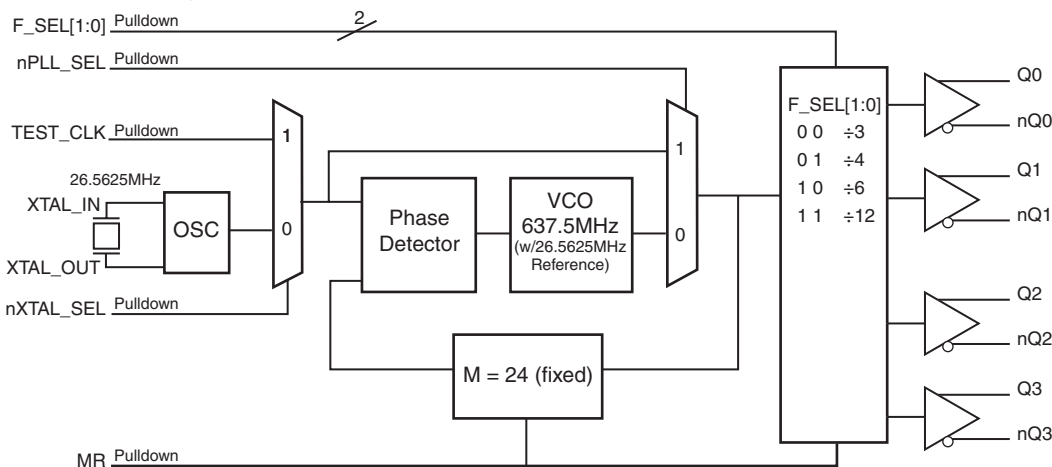 F_SEL[1:0] Pulldown
2
nPLL_SEL Pulldown
TEST_CLK Pulldown
26.5625MHz
XTAL_IN
OSC
XTAL_OUT
nXTAL_SEL Pulldown
1
0
Phase
Detector
VCO
637.5MHz
(w/26.5625MHz
Reference)
1
0
M = 24 (fixed)
MR Pulldown
F_SEL[1:0]
0 0 ÷3
0 1 ÷4
1 0 ÷6
1 1 ÷12
Q0
nQ0
Q1
nQ1
Q2
nQ2
Q3
nQ3